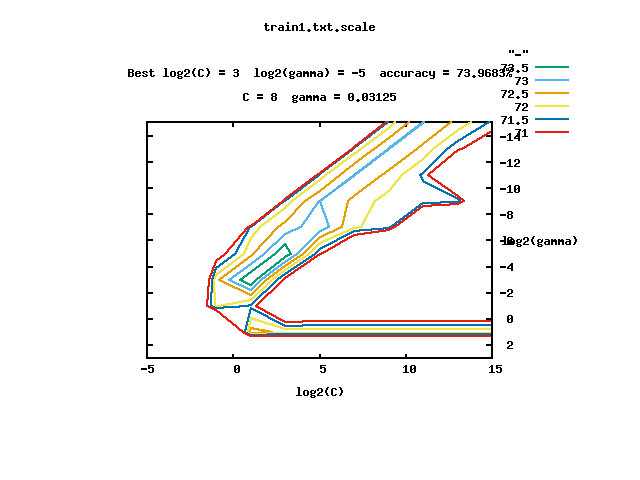 train1.txt.scale
"-"
Best log2(C) = 3  log2(gamma) = -5  accuracy = 73.9683%
C = 8  gamma = 0.03125
73.5
73
72.5
72
71.5
71
-14
-12
-10
-8
-6
log2(gamma)
-4
-2
0
2
-5 0 5 10 15
log2(C)